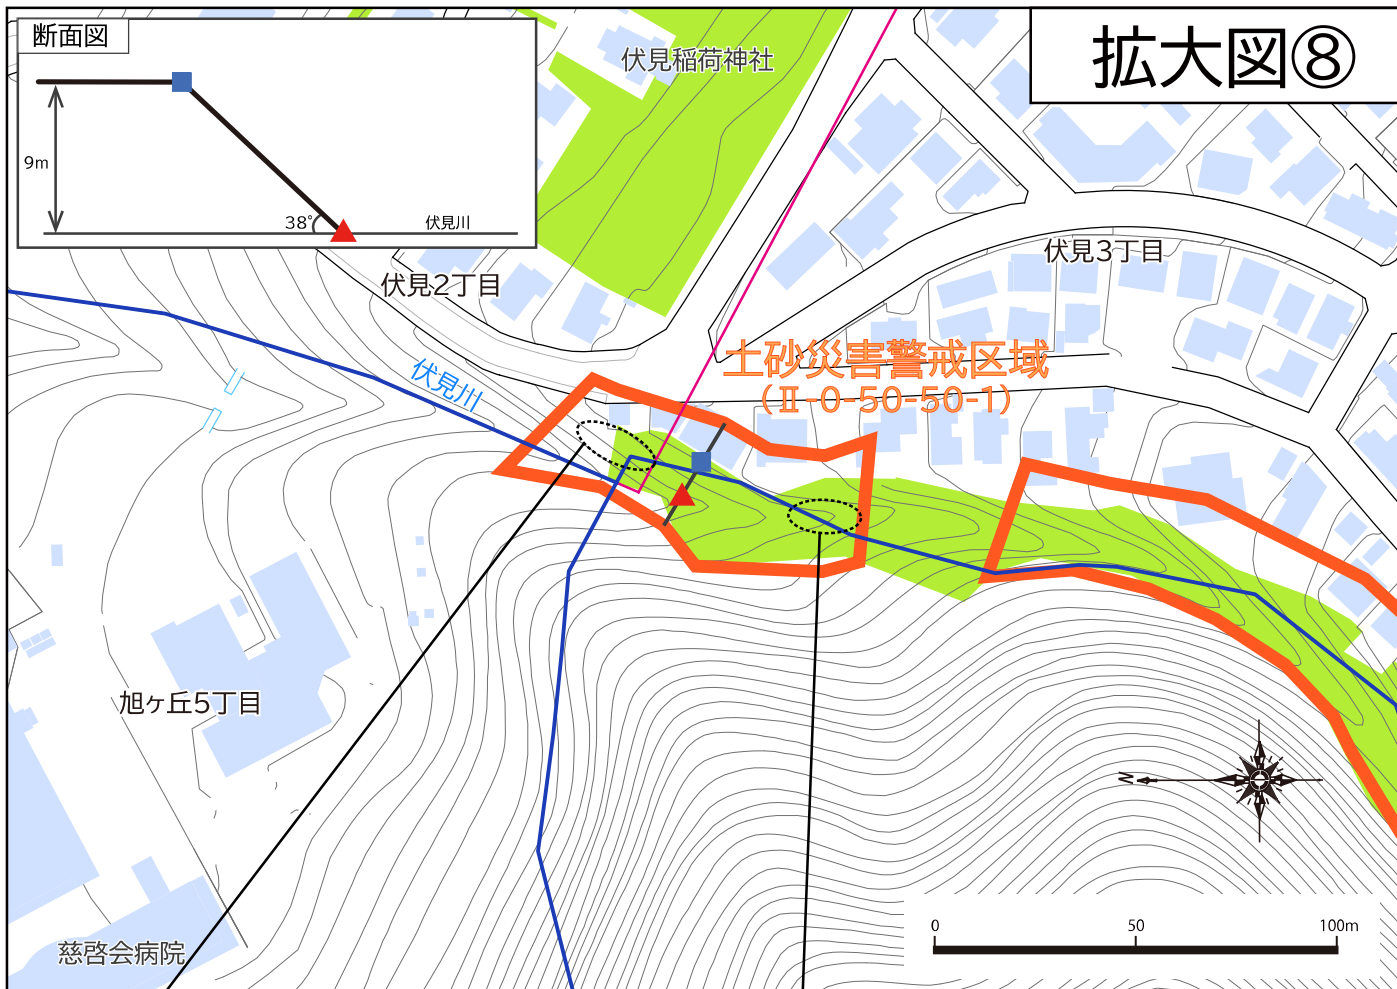 断面図
9m
38°
伏見川
拡大図⑧
伏見稲荷神社
伏見2丁目
伏見3丁目
伏見川
土砂災害警戒区域
（Ⅱ-0-50-50-1）
旭ヶ丘5丁目
慈啓会病院
N
0 50 100m